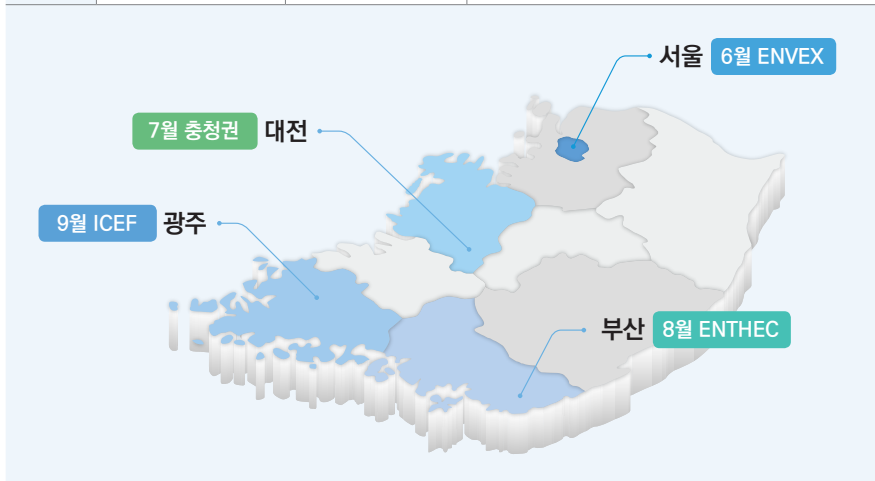 서울 6월 ENVEX
7월 충청권 대전
9월 ICEF 광주
부산 8월 ENTHEC